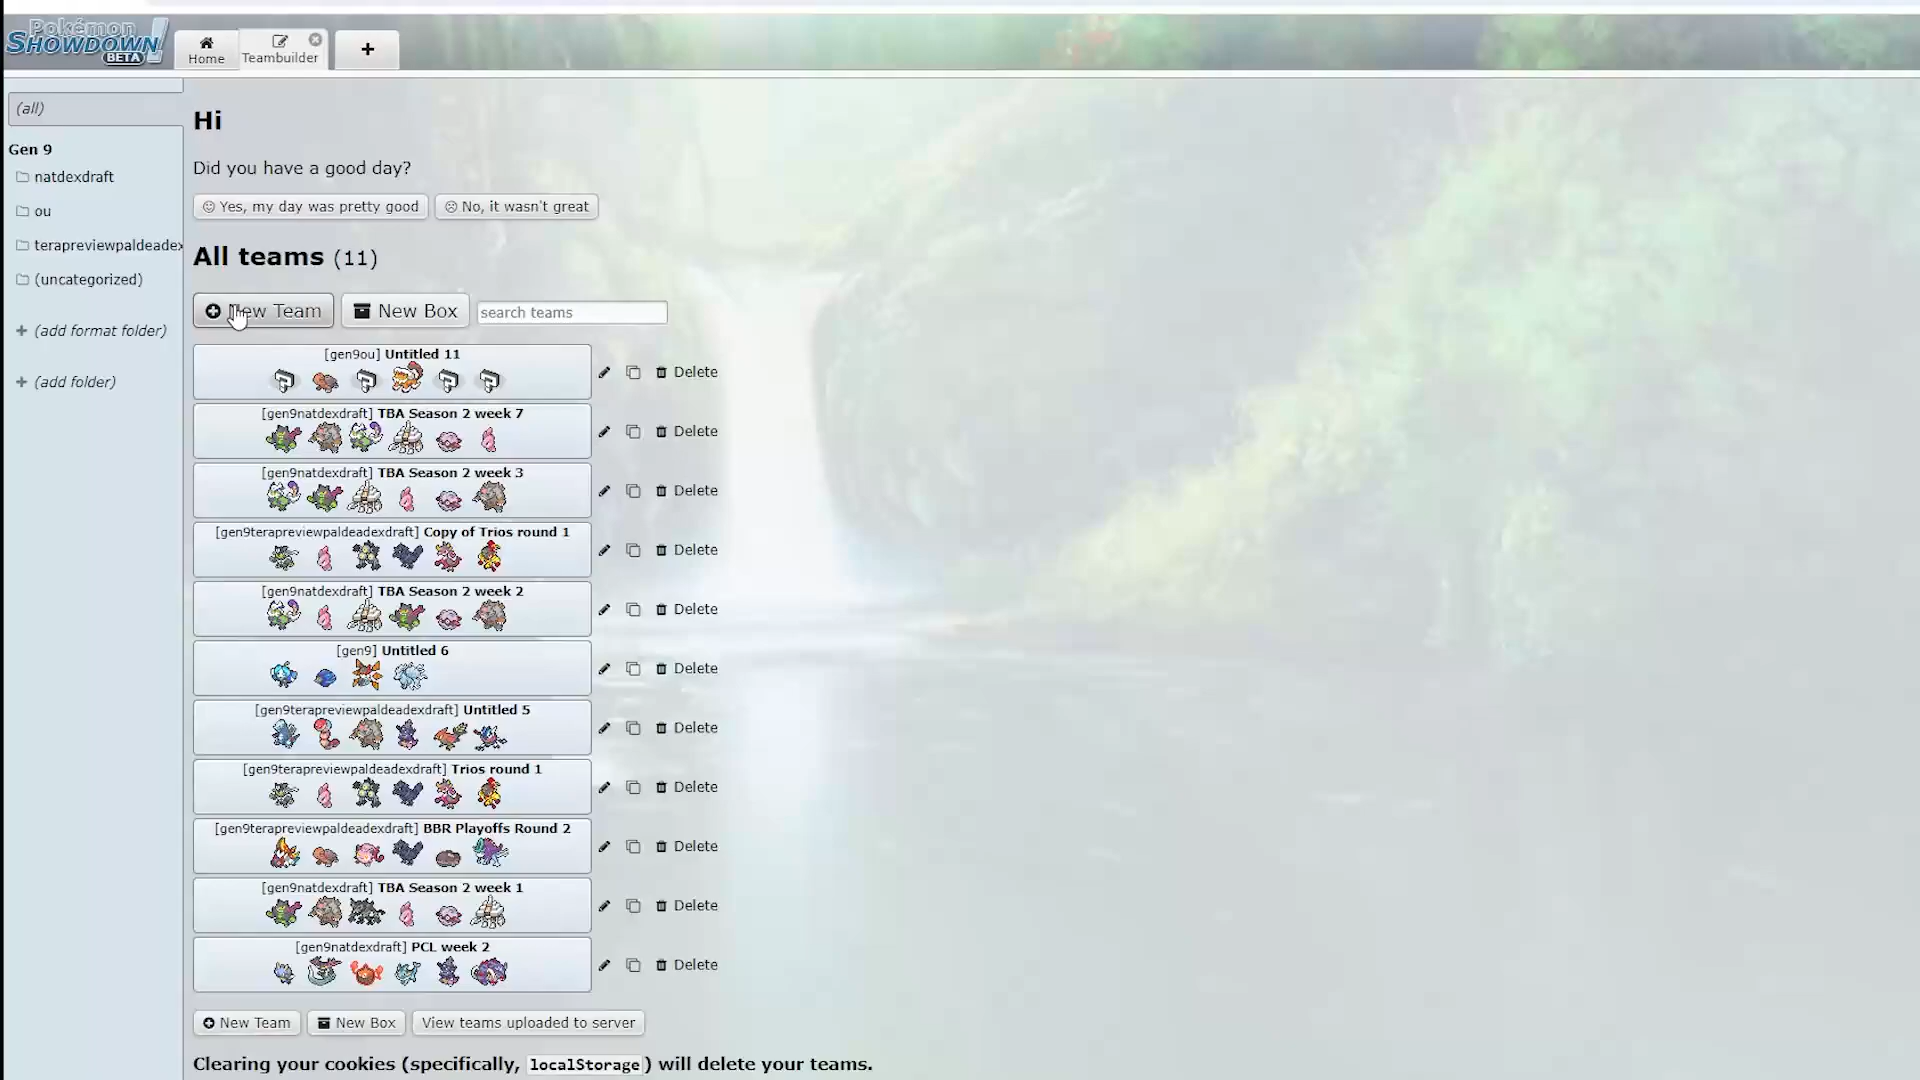 Pokémon
SHOWDOWN!
BETA
Home
Teambuilder
+
(all)
Gen 9
natdexdraft
ou
terapreviewpaldeadex
(uncategorized)
+ (add format folder)
+ (add folder)
Hi
Did you have a good day?
Yes, my day was pretty good
No, it wasn't great
All teams (11)
New Team
New Box
search teams
[gen9ou] Untitled 11
Delete
[gen9natdexdraft] TBA Season 2 week 7
Delete
[gen9natdexdraft] TBA Season 2 week 3
Delete
[gen9terapreviewpaldeadexdraft] Copy of Trios round 1
Delete
[gen9natdexdraft] TBA Season 2 week 2
Delete
[gen9] Untitled 6
Delete
[gen9terapreviewpaldeadexdraft] Untitled 5
Delete
[gen9terapreviewpaldeadexdraft] Trios round 1
Delete
[gen9terapreviewpaldeadexdraft] BBR Playoffs Round 2
Delete
[gen9natdexdraft] TBA Season 2 week 1
Delete
[gen9natdexdraft] PCL week 2
Delete
New Team
New Box
View teams uploaded to server
Clearing your cookies (specifically, localStorage) will delete your teams.